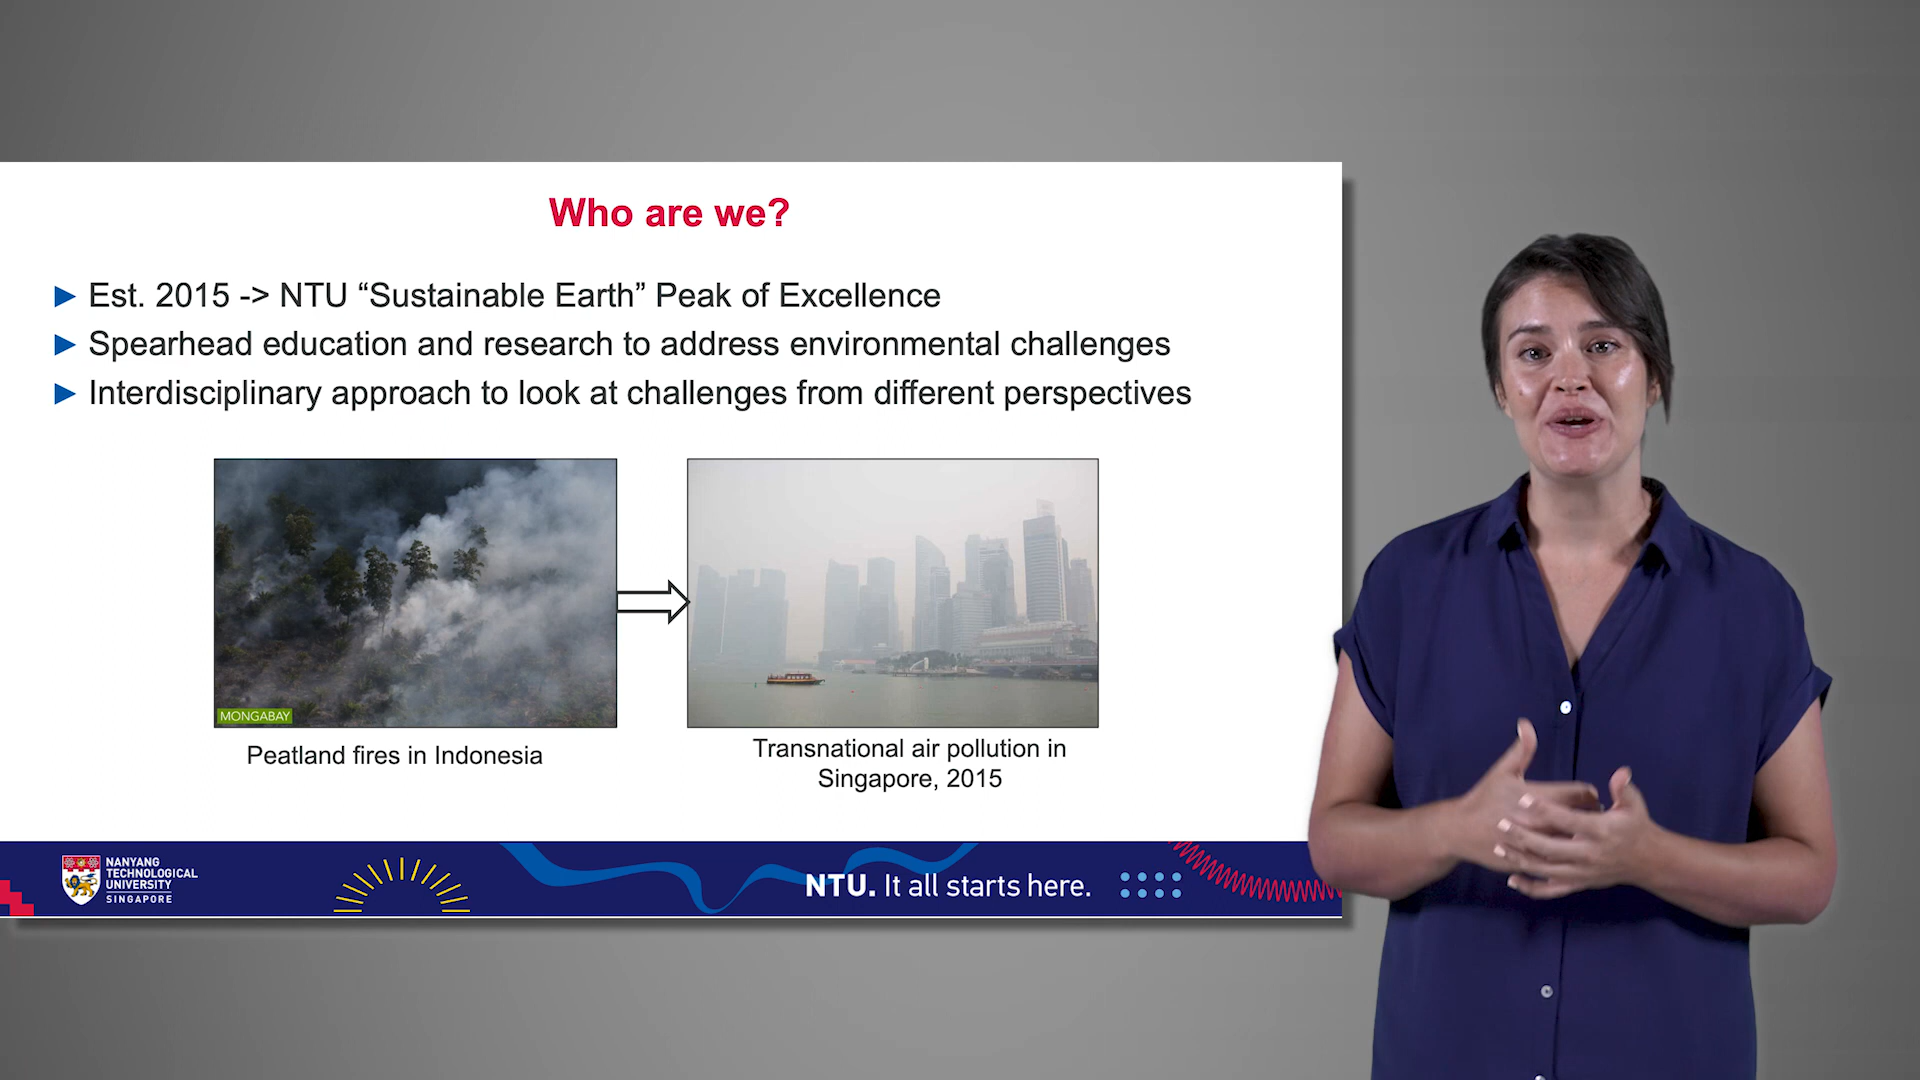 Who are we?
Est. 2015 -> NTU “Sustainable Earth” Peak of Excellence
Spearhead education and research to address environmental challenges
Interdisciplinary approach to look at challenges from different perspectives
MONGABAY
Peatland fires in Indonesia
Transnational air pollution in
Singapore, 2015
NANYANG
TECHNOLOGICAL
UNIVERSITY
SINGAPORE
NTU. It all starts here.